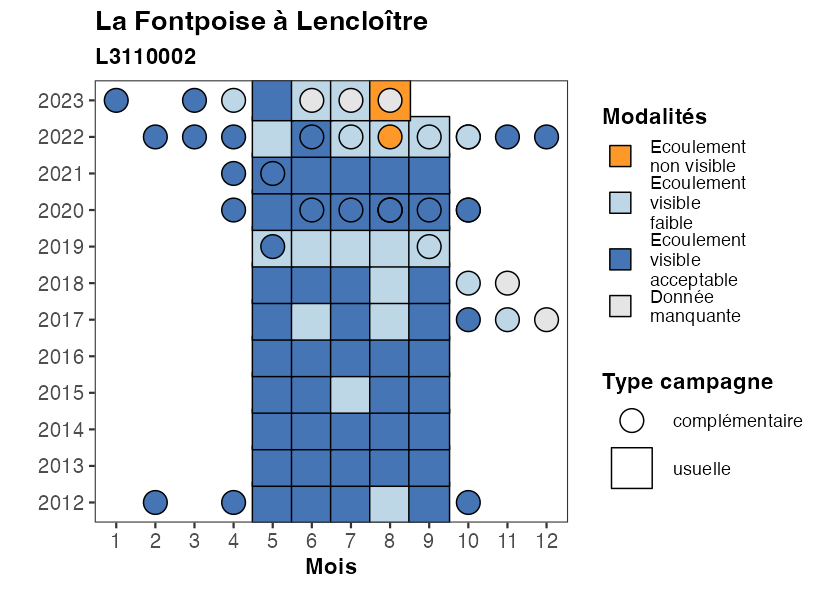 La Fontpoise à Lencloître
L3110002
2023
2022
2021
2020
2019
2018
2017
2016
2015
2014
2013
2012
1 2 3 4 5 6 7 8 9 10 11 12
Mois
Modalités
Ecoulement
non visible
Ecoulement
visible
faible
Ecoulement
visible
acceptable
Donnée
manquante
Type campagne
complémentaire
usuelle